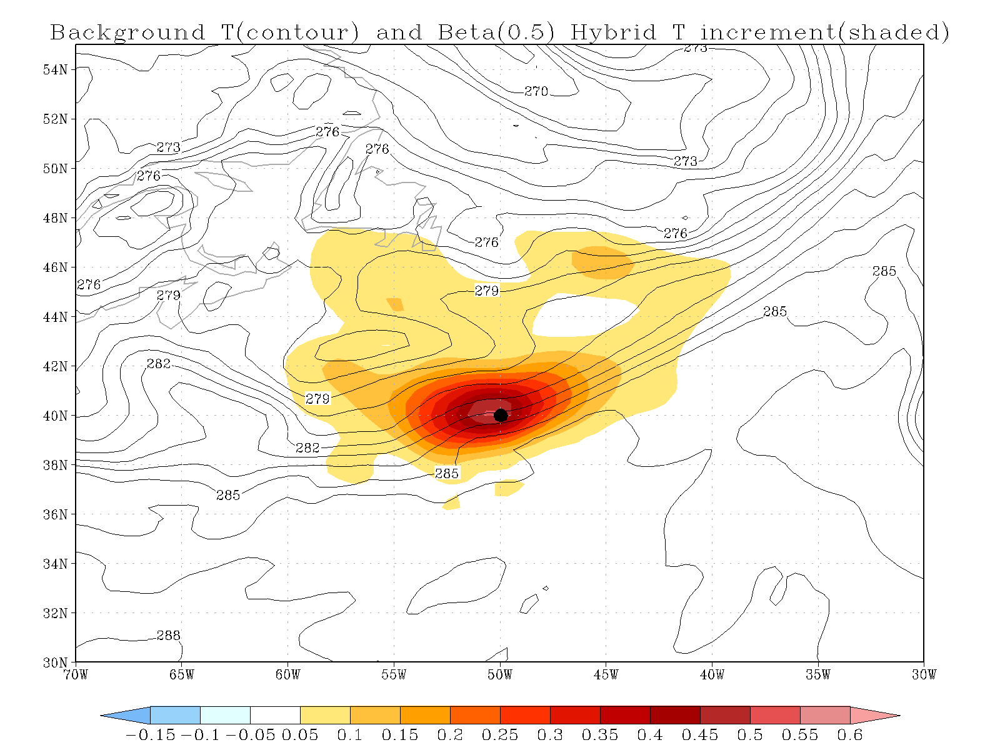 Background T(contour) and Beta(0.5) Hybrid T increment(shaded)
273
54N
270
52N
276
273
276
273
50N
276
48N
276
276
46N
285
276
279
279
285
44N
42N
282
279
40N
282
38N
285
285
36N
34N
32N
288
30N
70W 65W 60W 55W 50W 45W 40W 35W 30W
−0.15 −0.1 −0.05 0.05 0.1 0.15 0.2 0.25 0.3 0.35 0.4 0.45 0.5 0.55 0.6